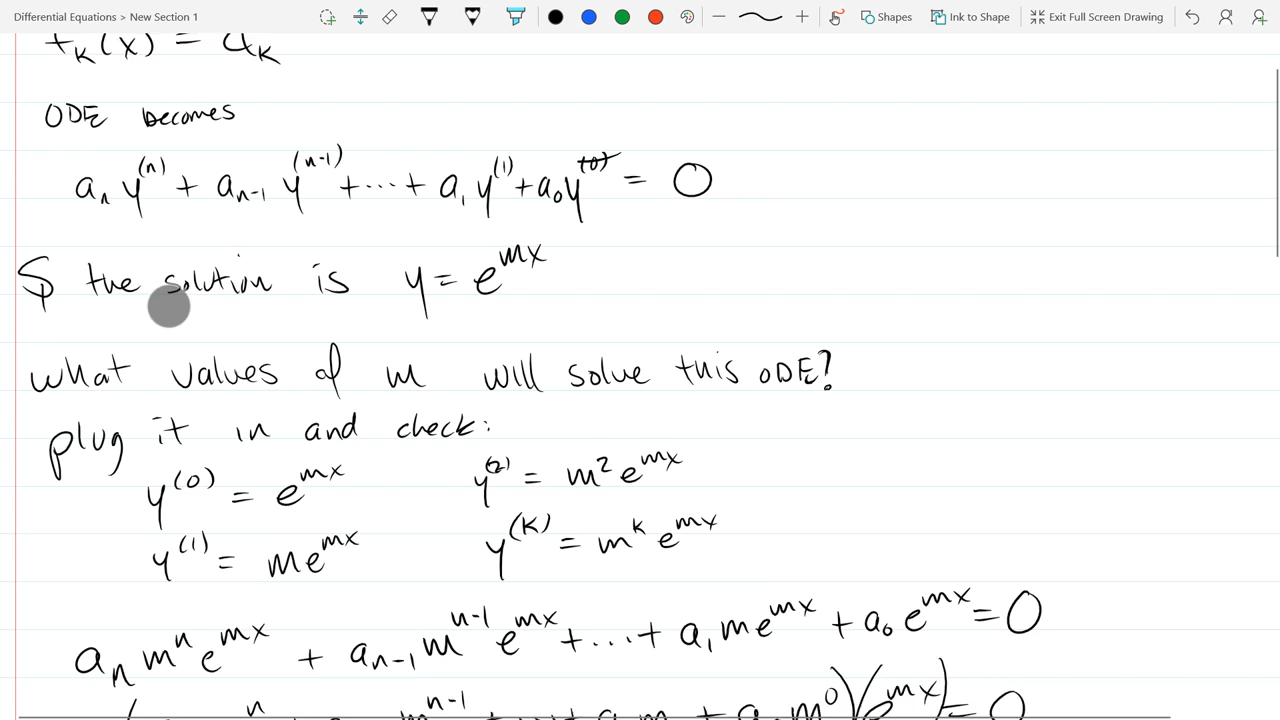 Differential Equations > New Section 1 Shapes Ink to Shape Exit Full Screen Drawing
f_k(x) = a_k
ODE becomes
a_n y^(n) + a_{n-1} y^(n-1) + ... + a_1 y^(1) + a_0 y^(0) = 0
the solution is y = e^{mx}
what values of m will solve this ODE?
plug it in and check:
y^(0) = e^{mx} y^(2) = m^2 e^{mx}
y^(1) = m e^{mx} y^(k) = m^k e^{mx}
a_n m^n e^{mx} + a_{n-1} m^{n-1} e^{mx} + ... + a_1 m e^{mx} + a_0 e^{mx} = 0